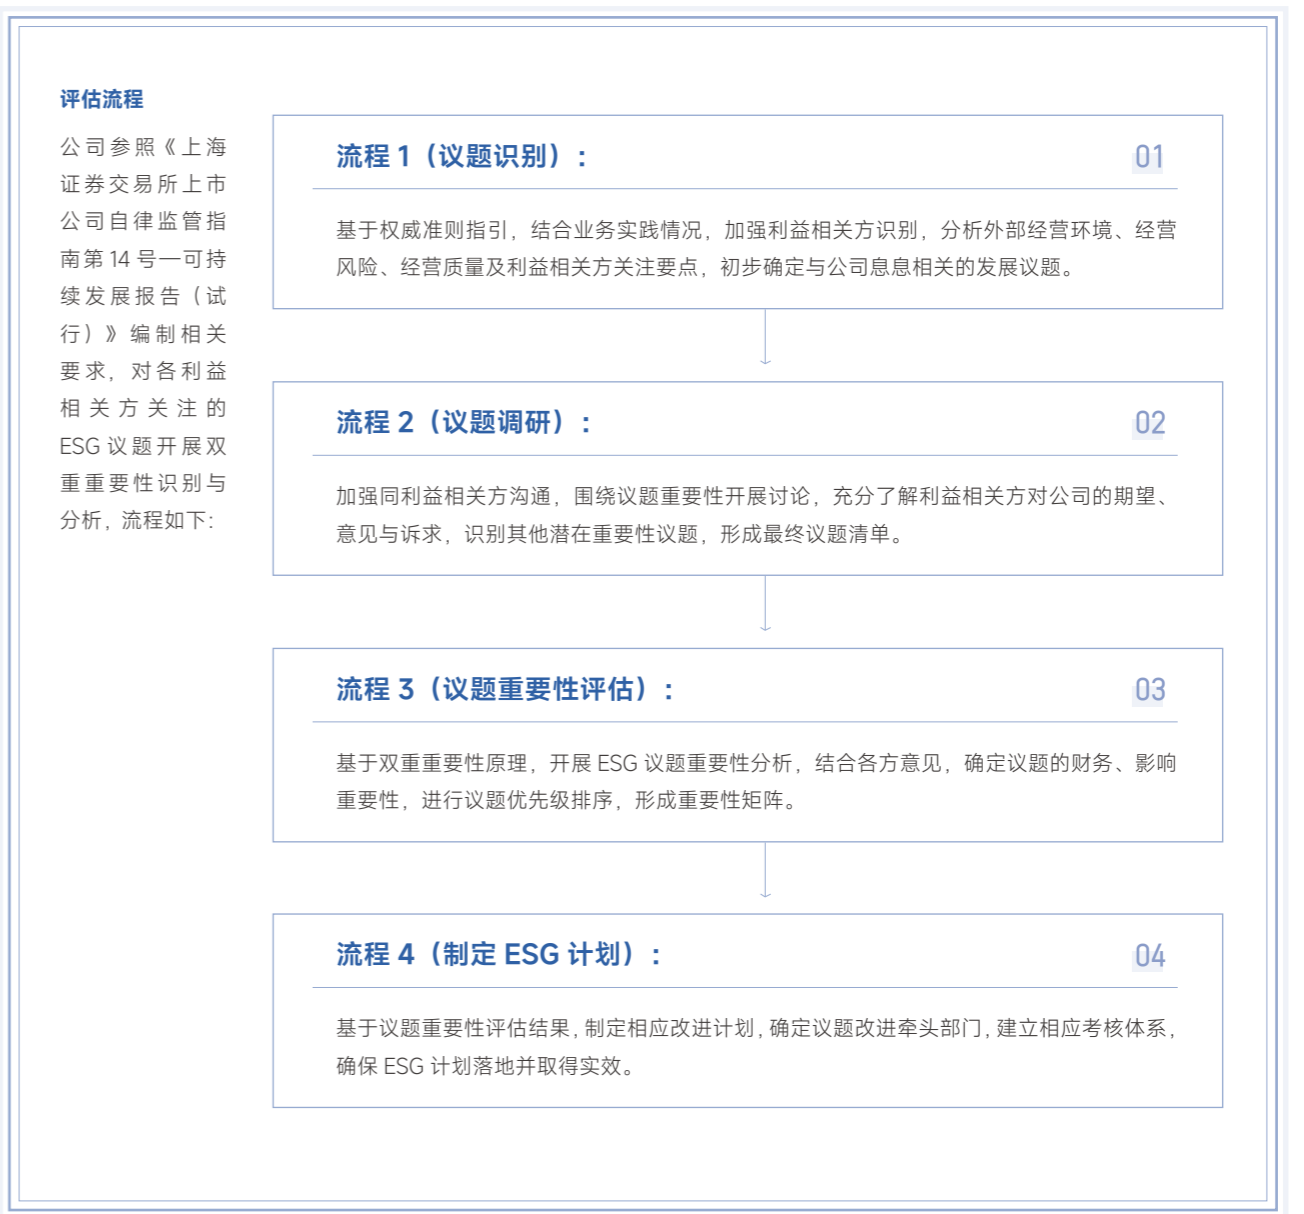 评估流程
公司参照《上海
证券交易所上市
公司自律监管指
南第 14 号—可持
续发展报告（试
行）》编制相关
要求，对各利益
相关方关注的
ESG 议题开展双
重重要性识别与
分析，流程如下：
流程 1（议题识别）：
01
基于权威准则指引，结合业务实践情况，加强利益相关方识别，分析外部经营环境、经营
风险、经营质量及利益相关方关注要点，初步确定与公司息息相关的发展议题。
流程 2（议题调研）：
02
加强同利益相关方沟通，围绕议题重要性开展讨论，充分了解利益相关方对公司的期望、
意见与诉求，识别其他潜在重要性议题，形成最终议题清单。
流程 3（议题重要性评估）：
03
基于双重重要性原理，开展 ESG 议题重要性分析，结合各方意见，确定议题的财务、影响
重要性，进行议题优先级排序，形成重要性矩阵。
流程 4（制定 ESG 计划）：
04
基于议题重要性评估结果，制定相应改进计划，确定议题改进牵头部门，建立相应考核体系，
确保 ESG 计划落地并取得实效。